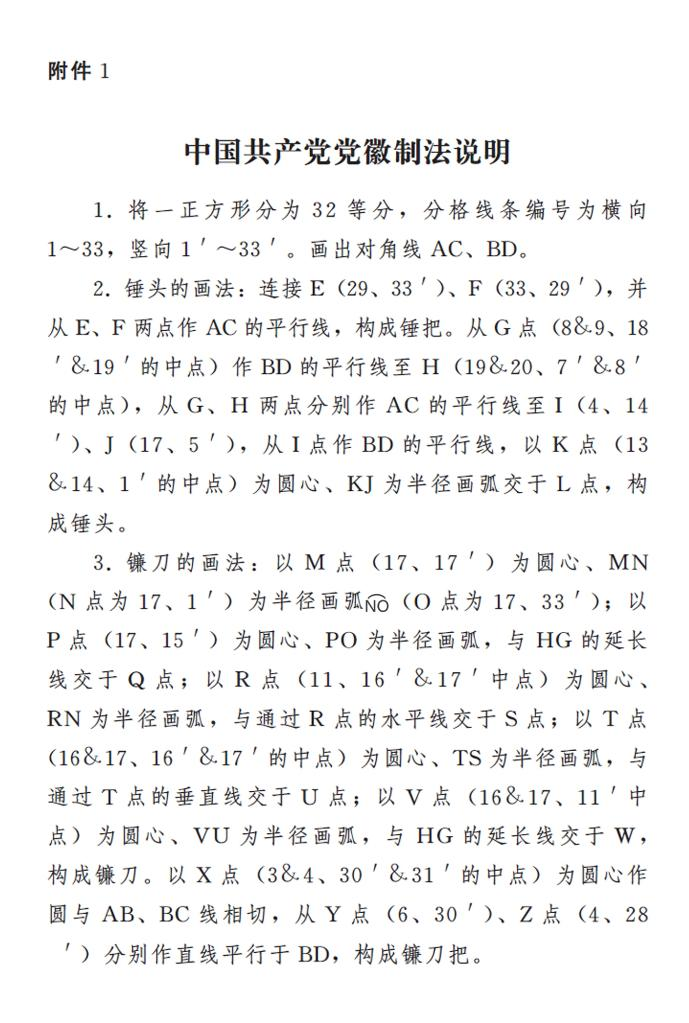 附件 1
中国共产党党徽制法说明
1. 将一正方形分为 32 等分，分格线条编号为横向
1～33，竖向 1′～33′。画出对角线 AC、BD。
2. 锤头的画法：连接 E（29、33′）、F（33、29′），并
从 E、F 两点作 AC 的平行线，构成锤把。从 G 点（8&9、18
′&19′的中点）作 BD 的平行线至 H（19&20、7′&8′
的中点），从 G、H 两点分别作 AC 的平行线至 I（4、14
′）、J（17、5′），从 I 点作 BD 的平行线，以 K 点（13
&14、1′的中点）为圆心、KJ 为半径画弧交于 L 点，构
成锤头。
3. 镰刀的画法：以 M 点（17、17′）为圆心、MN
（N 点为 17、1′）为半径画弧NO（O 点为 17、33′）；以
P 点（17、15′）为圆心、PO 为半径画弧，与 HG 的延长
线交于 Q 点；以 R 点（11、16′&17′中点）为圆心、
RN 为半径画弧，与通过 R 点的水平线交于 S 点；以 T 点
（16&17、16′&17′的中点）为圆心、TS 为半径画弧，与
通过 T 点的垂直线交于 U 点；以 V 点（16&17、11′中
点）为圆心、VU 为半径画弧，与 HG 的延长线交于 W，
构成镰刀。以 X 点（3&4、30′&31′的中点）为圆心作
圆与 AB、BC 线相切，从 Y 点（6、30′）、Z 点（4、28
′）分别作直线平行于 BD，构成镰刀把。